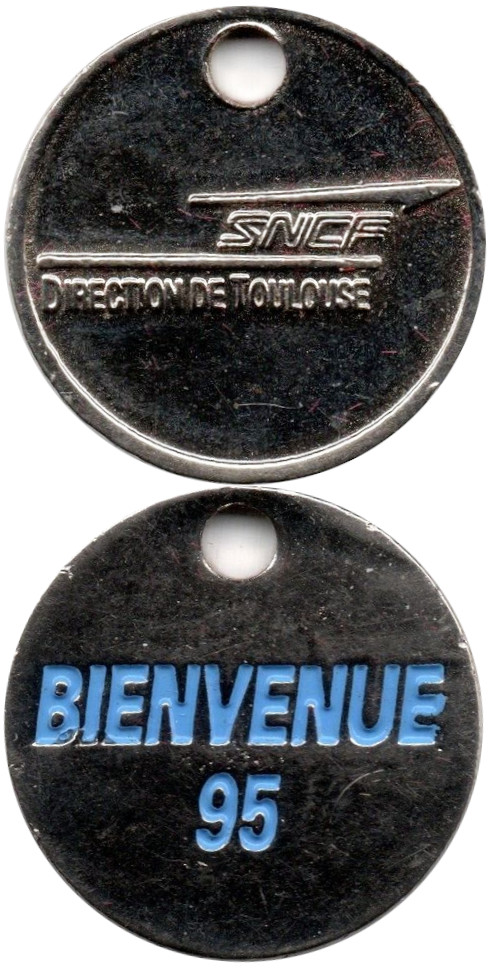 SNCF
DIRECTION DE TOULOUSE
BIENVENUE
95